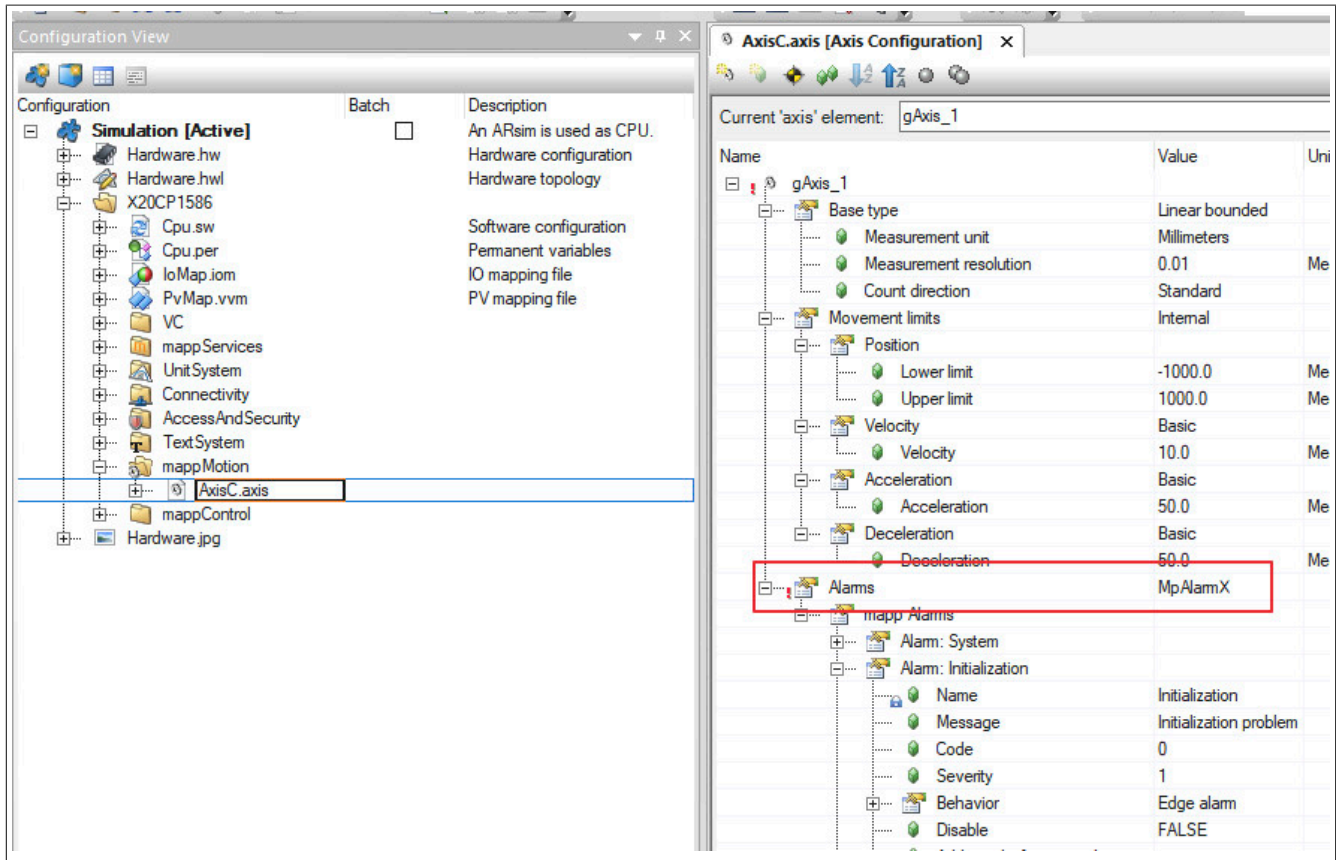 Configuration View
Configuration Batch Description
Simulation [Active] An ARsim is used as CPU.
Hardware.hw Hardware configuration
Hardware.hwl Hardware topology
X20CP1586
Cpu.sw Software configuration
Cpu.per Permanent variables
IoMap.iom IO mapping file
PvMap.vvm PV mapping file
VC
mappServices
UnitSystem
Connectivity
AccessAndSecurity
TextSystem
mappMotion
AxisC.axis
mappControl
Hardware.jpg
AxisC.axis [Axis Configuration] X
Current 'axis' element: gAxis_1
Name Value Uni
gAxis_1
Base type Linear bounded
Measurement unit Millimeters
Measurement resolution 0.01 Me
Count direction Standard
Movement limits Internal
Position
Lower limit -1000.0 Me
Upper limit 1000.0 Me
Velocity Basic
Velocity 10.0 Me
Acceleration Basic
Acceleration 50.0 Me
Deceleration Basic
Deceleration 50.0 Me
Alarms MpAlarmX
mapp Alarms
Alarm: System
Alarm: Initialization
Name Initialization
Message Initialization problem
Code 0
Severity 1
Behavior Edge alarm
Disable FALSE